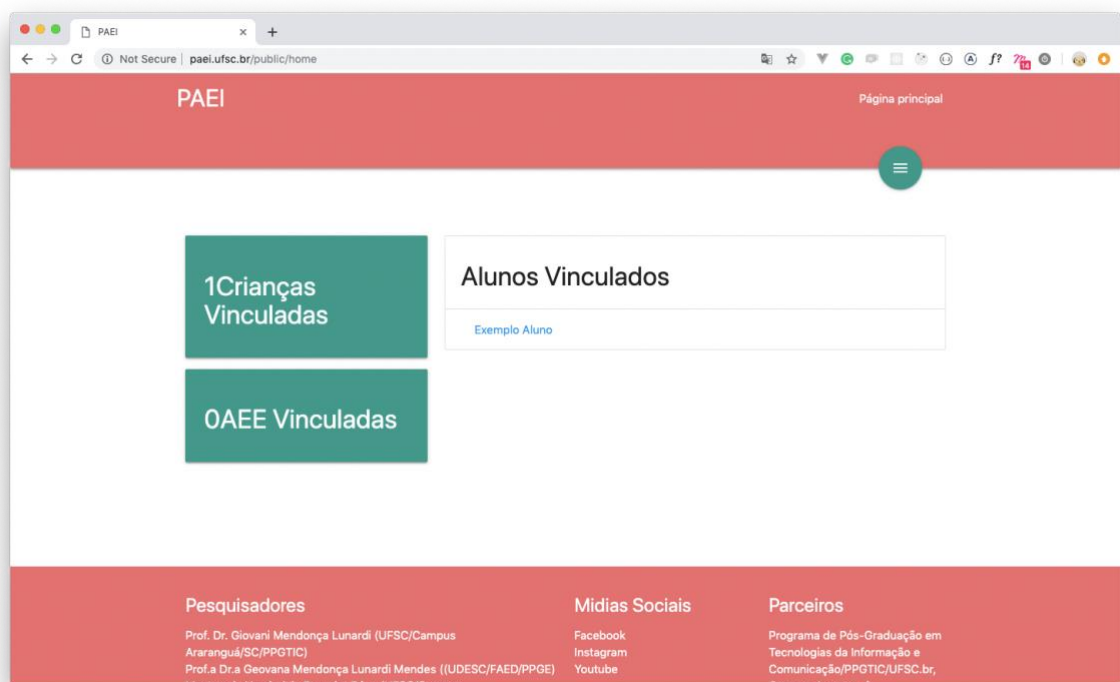 PAEI
Not Secure | paei.ufsc.br/public/home
f?
14
PAEI
Página principal
1Crianças
Vinculadas
0AEE Vinculadas
Alunos Vinculados
Exemplo Aluno
Pesquisadores
Prof. Dr. Giovani Mendonça Lunardi (UFSC/Campus
Araranguá/SC/PPGTIC)
Prof.a Dr.a Geovana Mendonça Lunardi Mendes ((UDESC/FAED/PPGE)
Midias Sociais
Facebook
Instagram
Youtube
Parceiros
Programa de Pós-Graduação em
Tecnologias da Informação e
Comunicação/PPGTIC/UFSC.br,